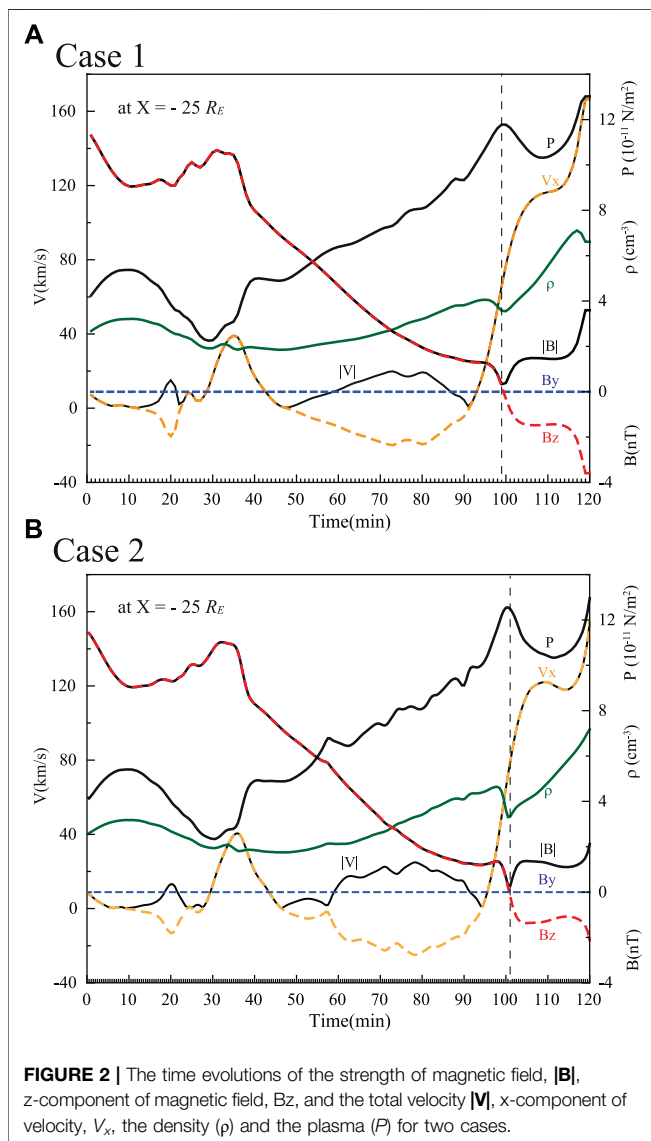 A
Case 1
at X = - 25 R_E
160
120
80
40
0
-40
V(km/s)
12
8
4
0
-4
P (10⁻¹¹ N/m²)
ρ (cm⁻³)
B(nT)
P
Vx
ρ
|B|
|V|
By
Bz
0 10 20 30 40 50 60 70 80 90 100 110 120
Time(min)
B
Case 2
at X = - 25 R_E
160
120
80
40
0
-40
V(km/s)
12
8
4
0
-4
P (10⁻¹¹ N/m²)
ρ (cm⁻³)
B(nT)
P
Vx
ρ
|B|
|V|
By
Bz
0 10 20 30 40 50 60 70 80 90 100 110 120
Time(min)
FIGURE 2 | The time evolutions of the strength of magnetic field, |B|,
z-component of magnetic field, Bz, and the total velocity |V|, x-component of
velocity, Vₓ, the density (ρ) and the plasma (P) for two cases.